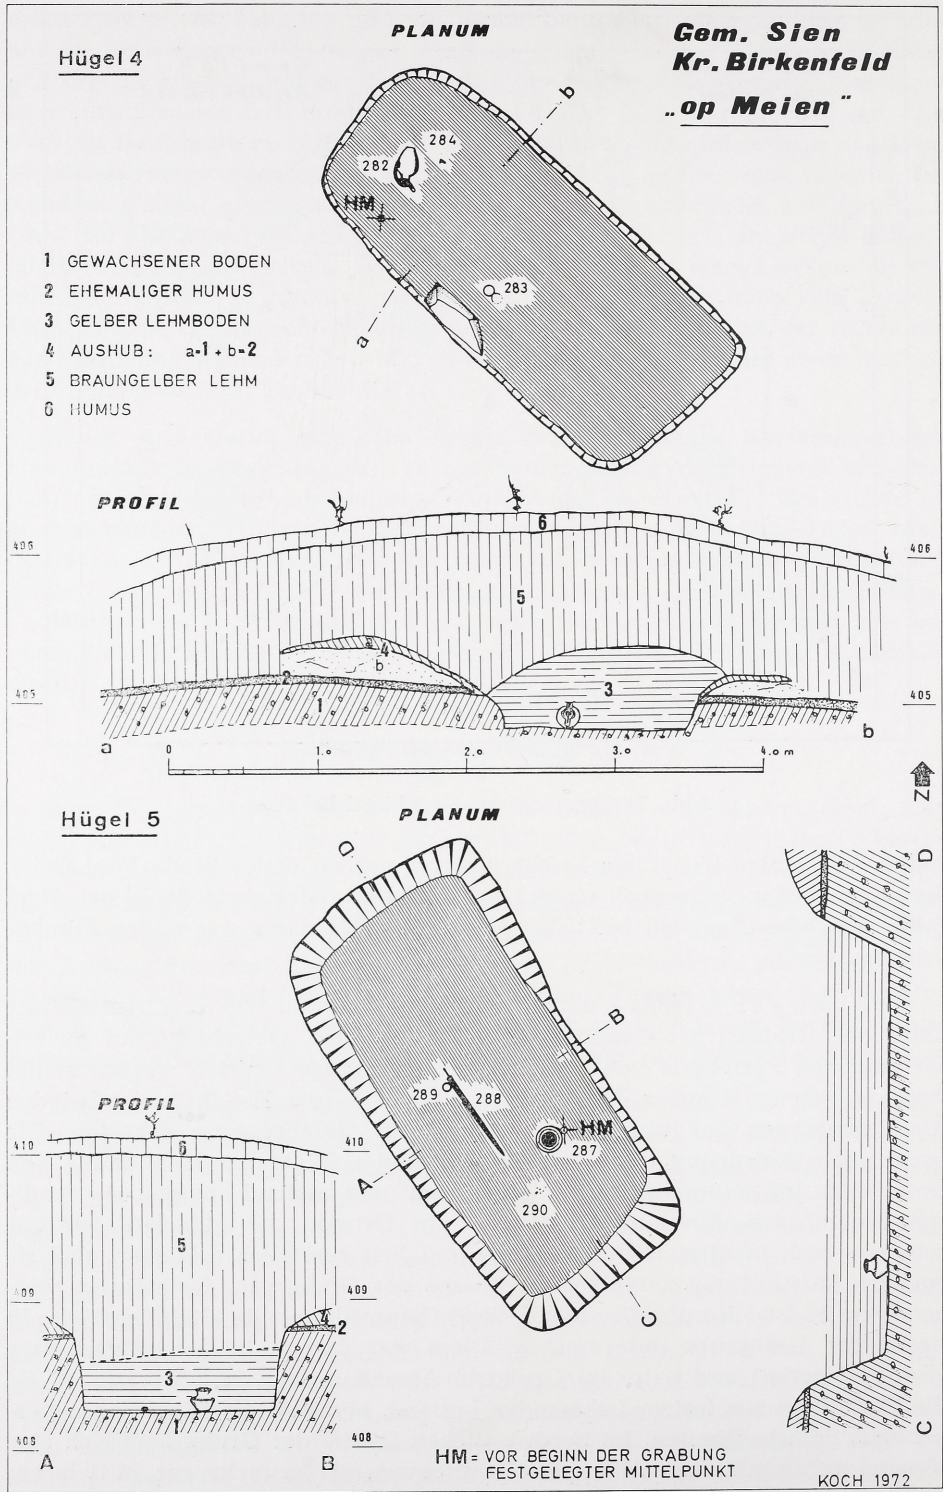 PLANUM
Hügel 4
Gem. Sien
Kr. Birkenfeld
„op Meien"
b
284
282
HM
283
a
1 GEWACHSENER BODEN
2 EHEMALIGER HUMUS
3 GELBER LEHMBODEN
4 AUSHUB: a=1 + b=2
5 BRAUNGELBER LEHM
6 HUMUS
PROFIL
6
406
406
5
a 4
b
2
3
405
1
405
a
b
0 1.0 2.0 3.0 4.0 m
N
Hügel 5
PLANUM
D
D
B
289
288
PROFIL
HM
287
410
6
410
A
290
5
409
409
4
2
C
3
1
408
A
B
C
HM = VOR BEGINN DER GRABUNG
FESTGELEGTER MITTELPUNKT
KOCH 1972